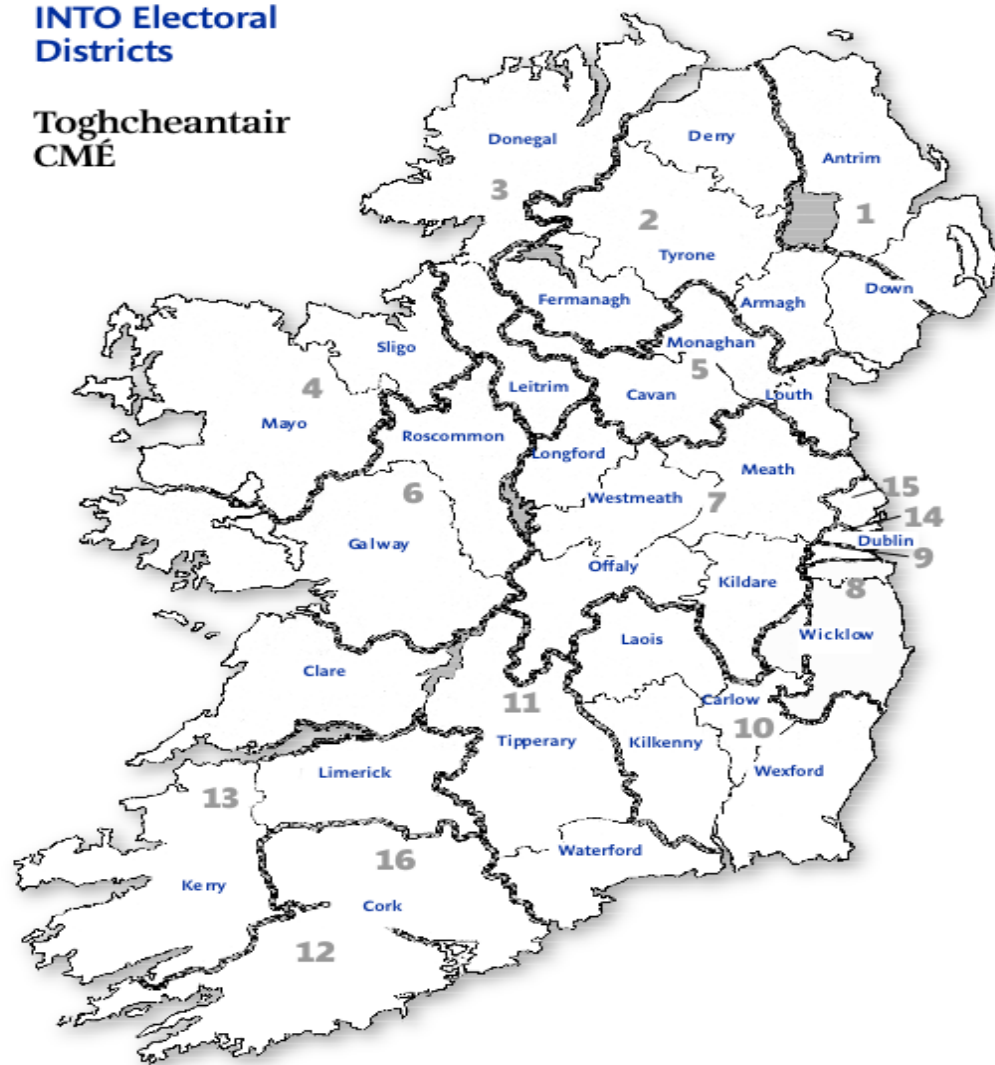 INTO Electoral
Districts
Toghcheantair
CMÉ
Donegal
Derry
Antrim
3
2
1
Tyrone
Fermanagh
Armagh
Down
Monaghan
Sligo
5
4
Leitrim
Cavan
Louth
Mayo
Roscommon
Longford
Meath
6
Westmeath
7
15
14
Galway
Dublin
9
Offaly
Kildare
8
Laois
Wicklow
Clare
11
Carlow
10
Tipperary
Kilkenny
Limerick
Wexford
13
Waterford
16
Kerry
Cork
12